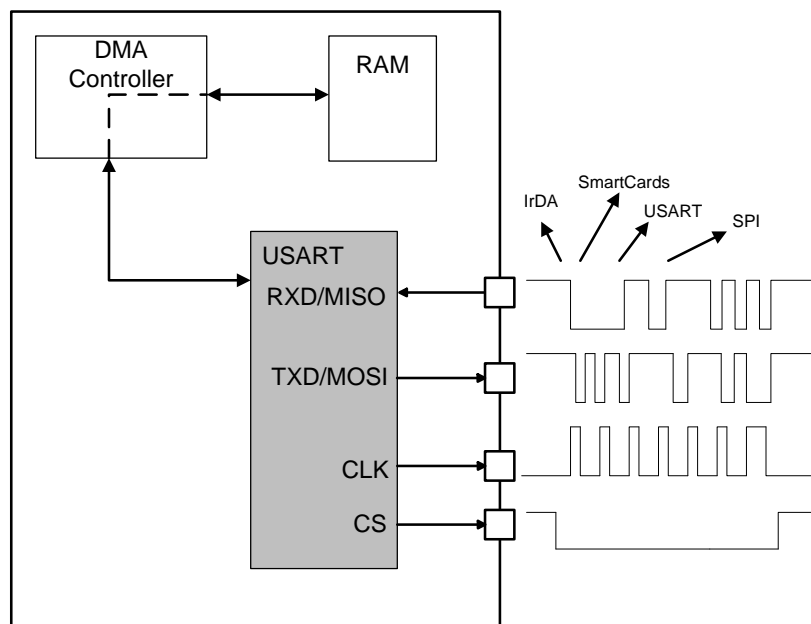 DMA
Controller
RAM
SmartCards
IrDA
USART
SPI
USART
RXD/MISO
TXD/MOSI
CLK
CS